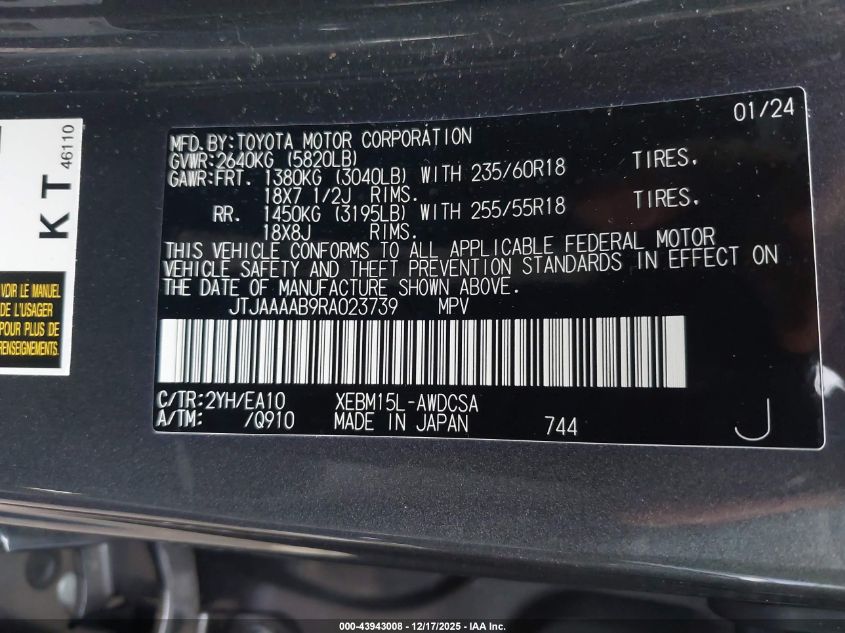 KT
46110
VOIR LE MANUEL
DE L'USAGER
POUR PLUS DE
RENSEIGNEMENTS.
01/24
MFD.BY:TOYOTA MOTOR CORPORATION
GVWR:2640KG (5820LB)
GAWR:FRT. 1380KG (3040LB) WITH 235/60R18 TIRES.
18X7 1/2J RIMS.
RR. 1450KG (3195LB) WITH 255/55R18 TIRES.
18X8J RIMS.
THIS VEHICLE CONFORMS TO ALL APPLICABLE FEDERAL MOTOR
VEHICLE SAFETY AND THEFT PREVENTION STANDARDS IN EFFECT ON
THE DATE OF MANUFACTURE SHOWN ABOVE.
JTJAAAAB9RA023739 MPV
C/TR:2YH/EA10 XEBM15L-AWDCSA
A/TM: /Q910 MADE IN JAPAN 744
J
000-43943008 - 12/17/2025 - IAA Inc.